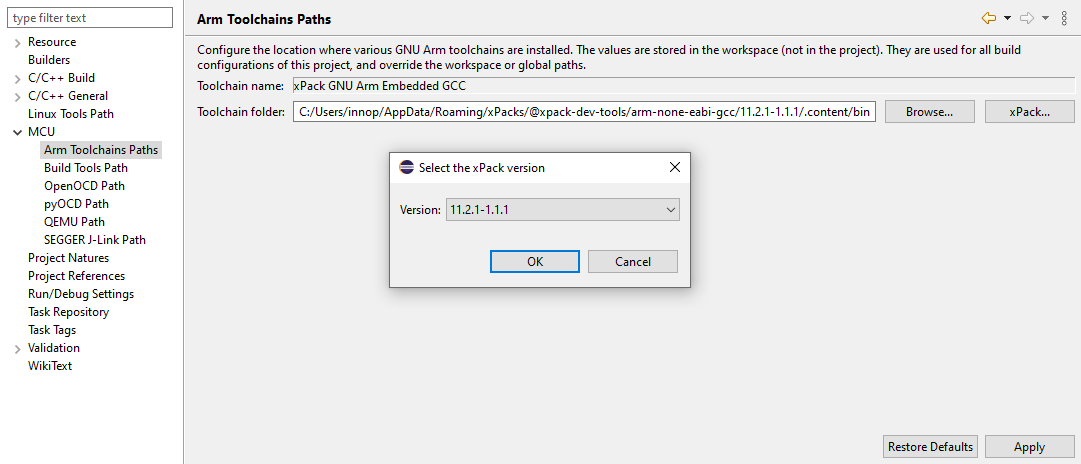 type filter text
Resource
Builders
C/C++ Build
C/C++ General
Linux Tools Path
MCU
Arm Toolchains Paths
Build Tools Path
OpenOCD Path
pyOCD Path
QEMU Path
SEGGER J-Link Path
Project Natures
Project References
Run/Debug Settings
Task Repository
Task Tags
Validation
WikiText
Arm Toolchains Paths
Configure the location where various GNU Arm toolchains are installed. The values are stored in the workspace (not in the project). They are used for all build
configurations of this project, and override the workspace or global paths.
Toolchain name: xPack GNU Arm Embedded GCC
Toolchain folder: C:/Users/innop/AppData/Roaming/xPacks/@xpack-dev-tools/arm-none-eabi-gcc/11.2.1-1.1.1/.content/bin Browse... xPack...
Select the xPack version
Version: 11.2.1-1.1.1
OK Cancel
Restore Defaults Apply